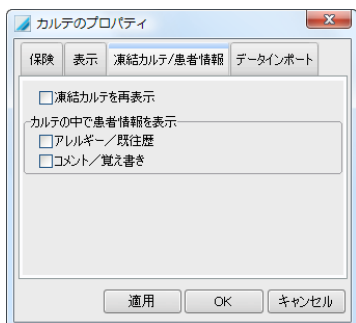 カルテのプロパティ
保険 表示 凍結カルテ/患者情報 データインポート
凍結カルテを再表示
カルテの中で患者情報を表示
アレルギー／既往歴
コメント／覚え書き
適用 OK キャンセル